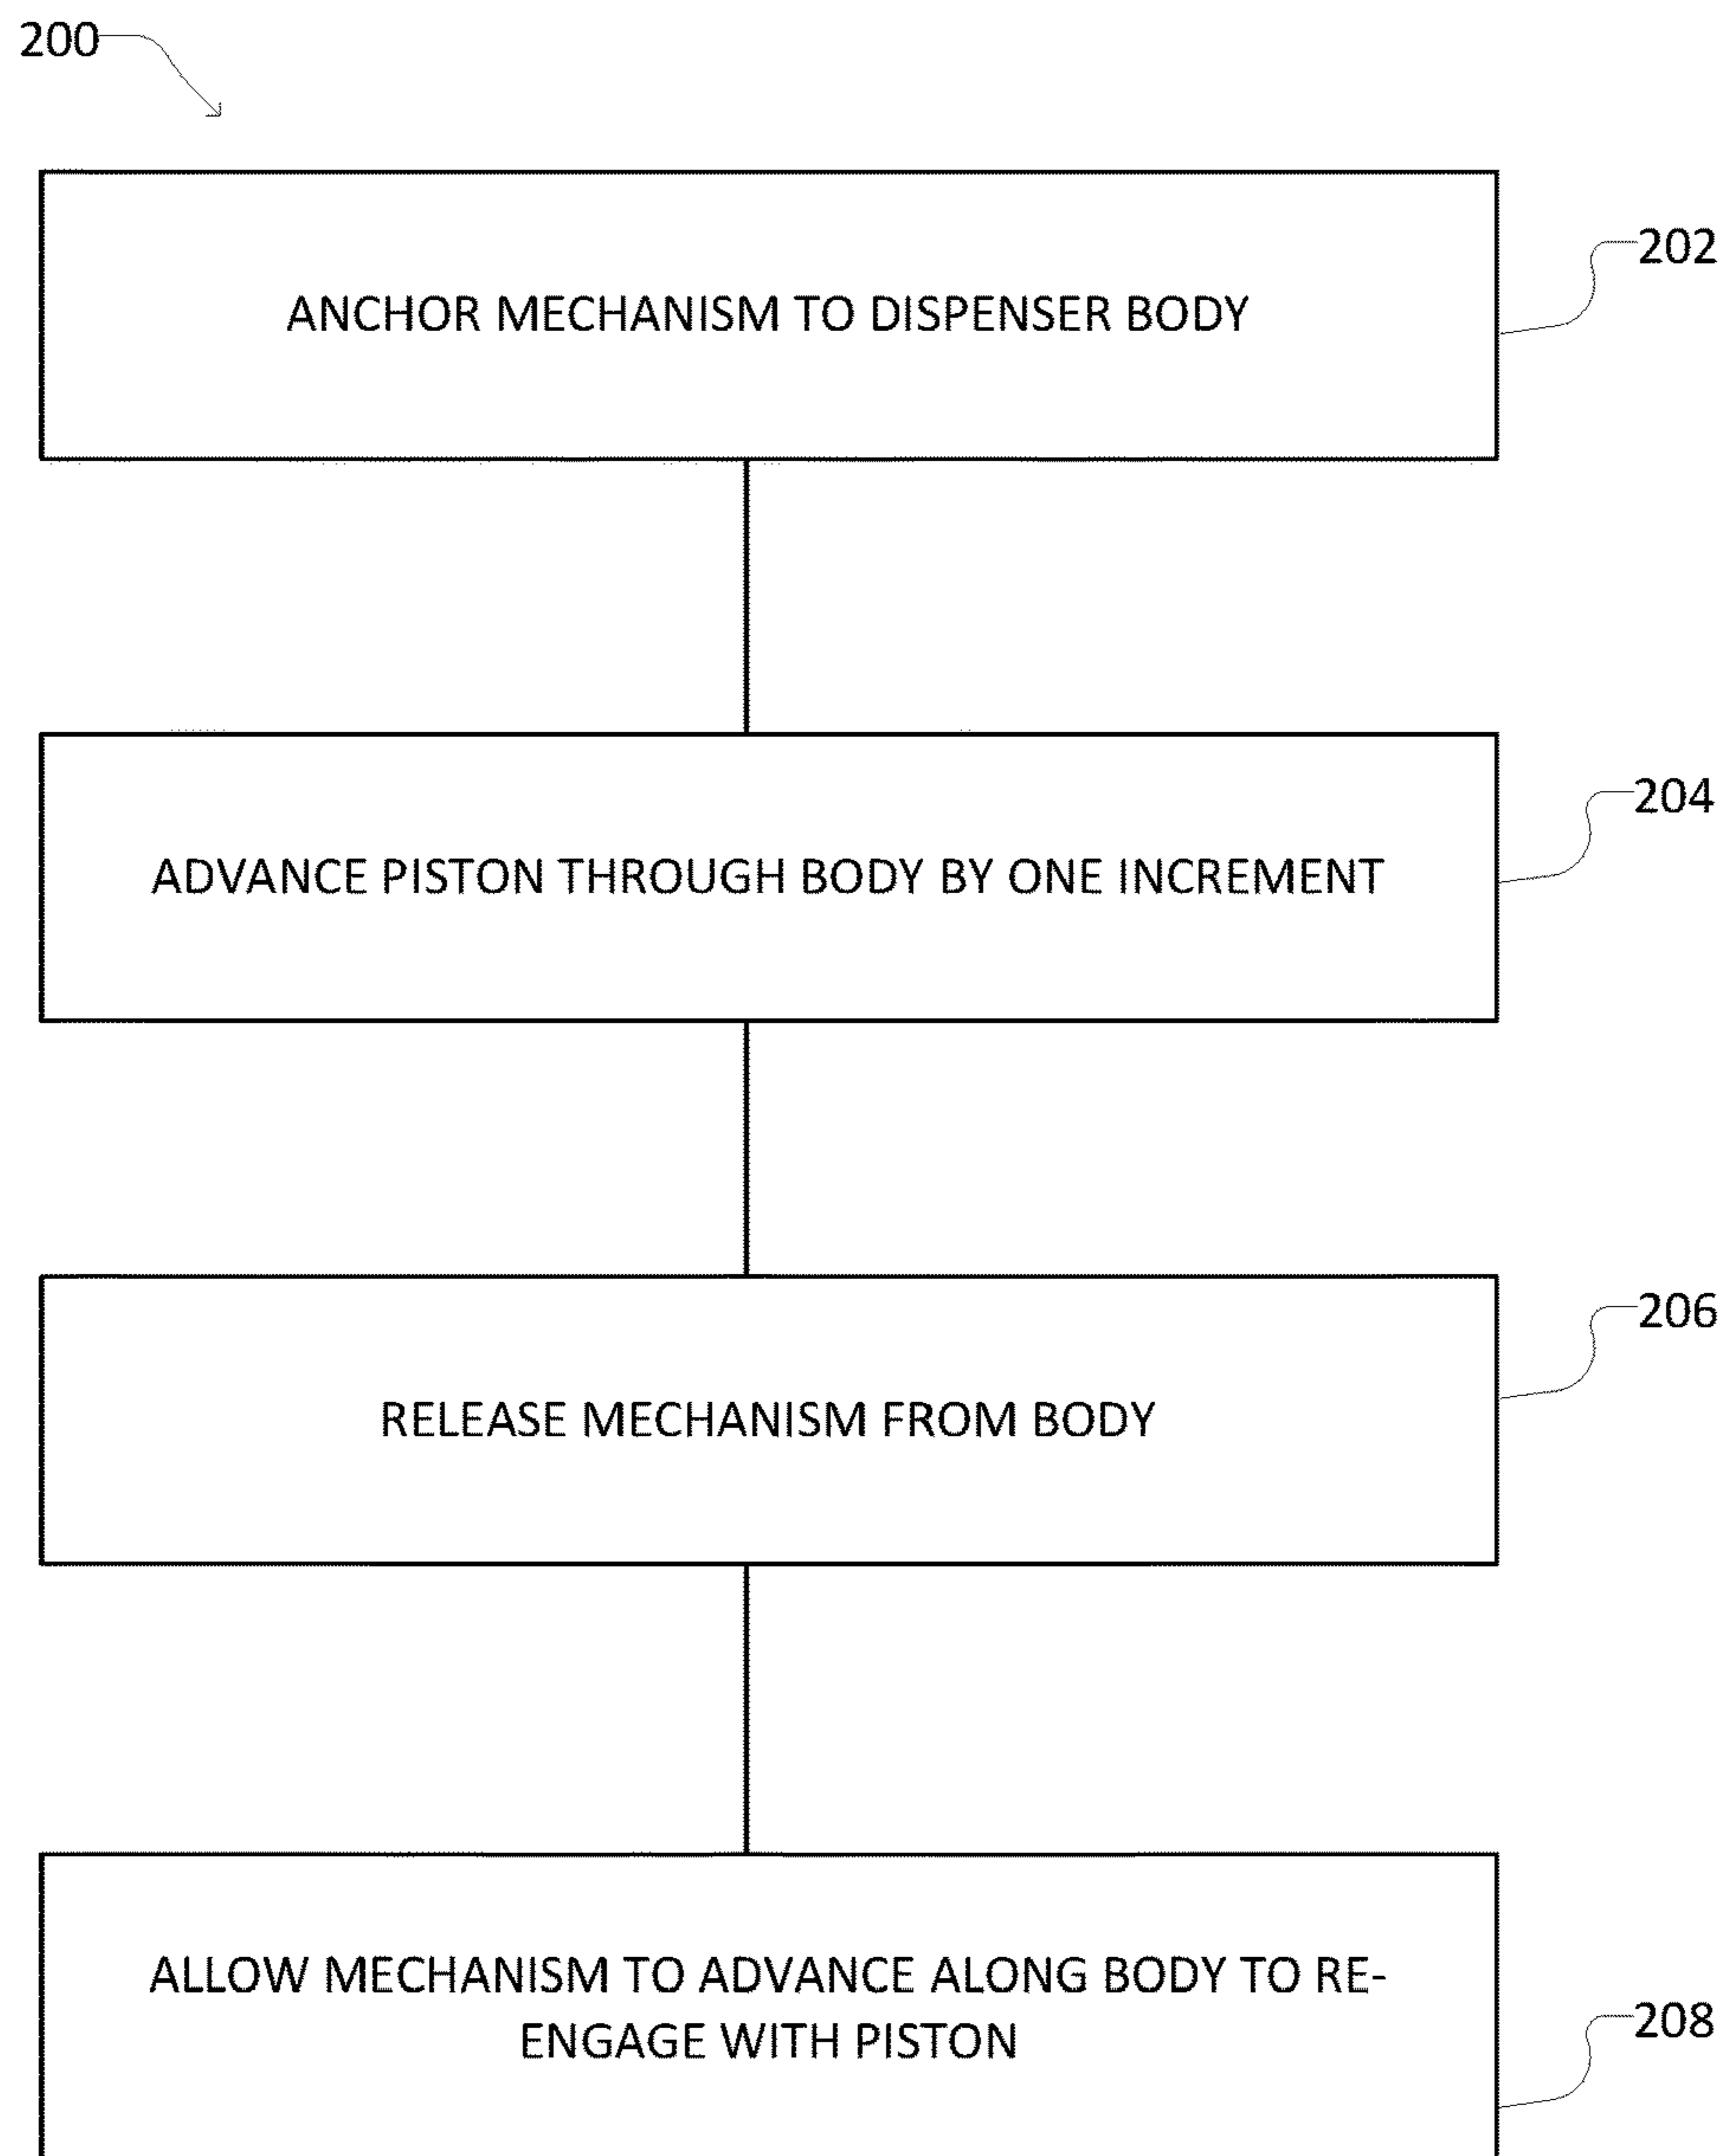 200
202
ANCHOR MECHANISM TO DISPENSER BODY
204
ADVANCE PISTON THROUGH BODY BY ONE INCREMENT
206
RELEASE MECHANISM FROM BODY
ALLOW MECHANISM TO ADVANCE ALONG BODY TO RE-
ENGAGE WITH PISTON
208